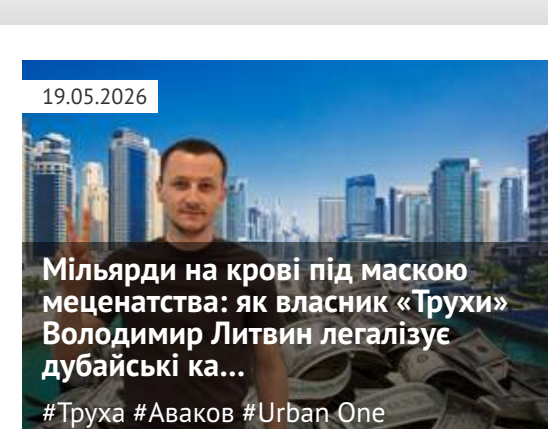 19.05.2026
Мільярди на крові під маскою
меценатства: як власник «Трухи»
Володимир Литвин легалізує
дубайські ка...
#Труха #Аваков #Urban One